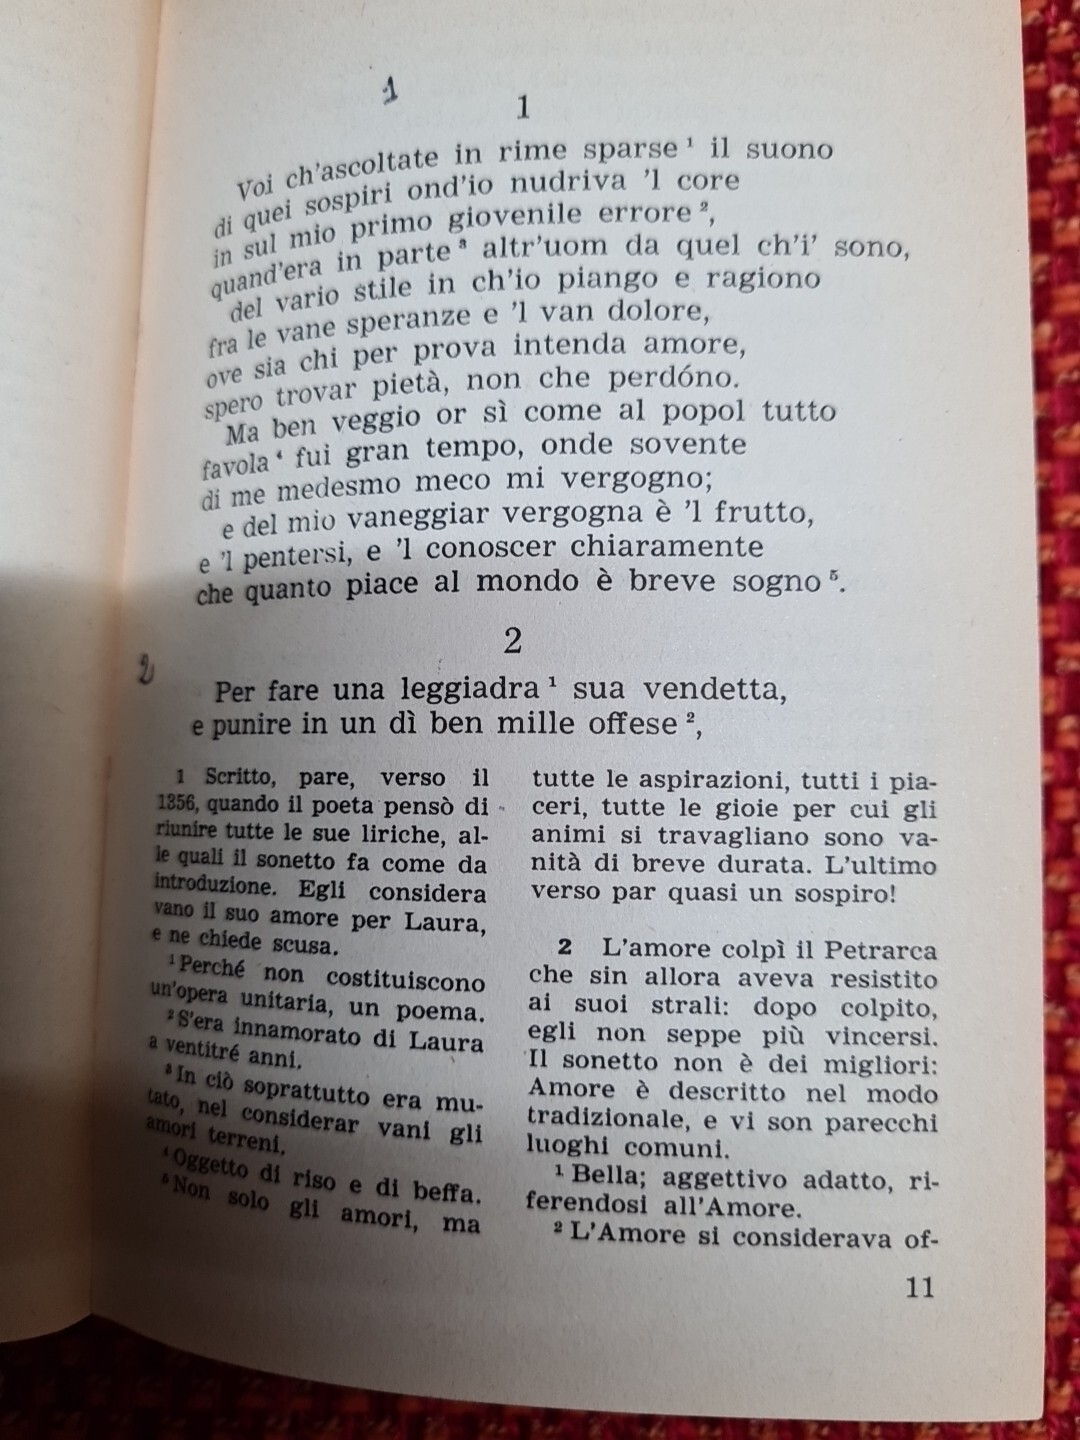 1
1
Voi ch'ascoltate in rime sparse ¹ il suono
di quei sospiri ond'io nudriva 'l core
in sul mio primo giovenile errore ²,
quand'era in parte ³ altr'uom da quel ch'i' sono,
del vario stile in ch'io piango e ragiono
fra le vane speranze e 'l van dolore,
ove sia chi per prova intenda amore,
spero trovar pietà, non che perdóno.
Ma ben veggio or sì come al popol tutto
favola ⁴ fui gran tempo, onde sovente
di me medesmo meco mi vergogno;
e del mio vaneggiar vergogna è 'l frutto,
e 'l pentersi, e 'l conoscer chiaramente
che quanto piace al mondo è breve sogno ⁵.
2
2
Per fare una leggiadra ¹ sua vendetta,
e punire in un dì ben mille offese ²,
1 Scritto, pare, verso il
1356, quando il poeta pensò di
riunire tutte le sue liriche, al-
le quali il sonetto fa come da
introduzione. Egli considera
vano il suo amore per Laura,
e ne chiede scusa.
¹ Perché non costituiscono
un'opera unitaria, un poema.
² S'era innamorato di Laura
a ventitré anni.
³ In ciò soprattutto era mu-
tato, nel considerar vani gli
amori terreni.
⁴ Oggetto di riso e di beffa.
⁵ Non solo gli amori, ma
tutte le aspirazioni, tutti i pia-
ceri, tutte le gioie per cui gli
animi si travagliano sono va-
nità di breve durata. L'ultimo
verso par quasi un sospiro!
2 L'amore colpì il Petrarca
che sin allora aveva resistito
ai suoi strali: dopo colpito,
egli non seppe più vincersi.
Il sonetto non è dei migliori:
Amore è descritto nel modo
tradizionale, e vi son parecchi
luoghi comuni.
¹ Bella; aggettivo adatto, ri-
ferendosi all'Amore.
² L'Amore si considerava of-
11